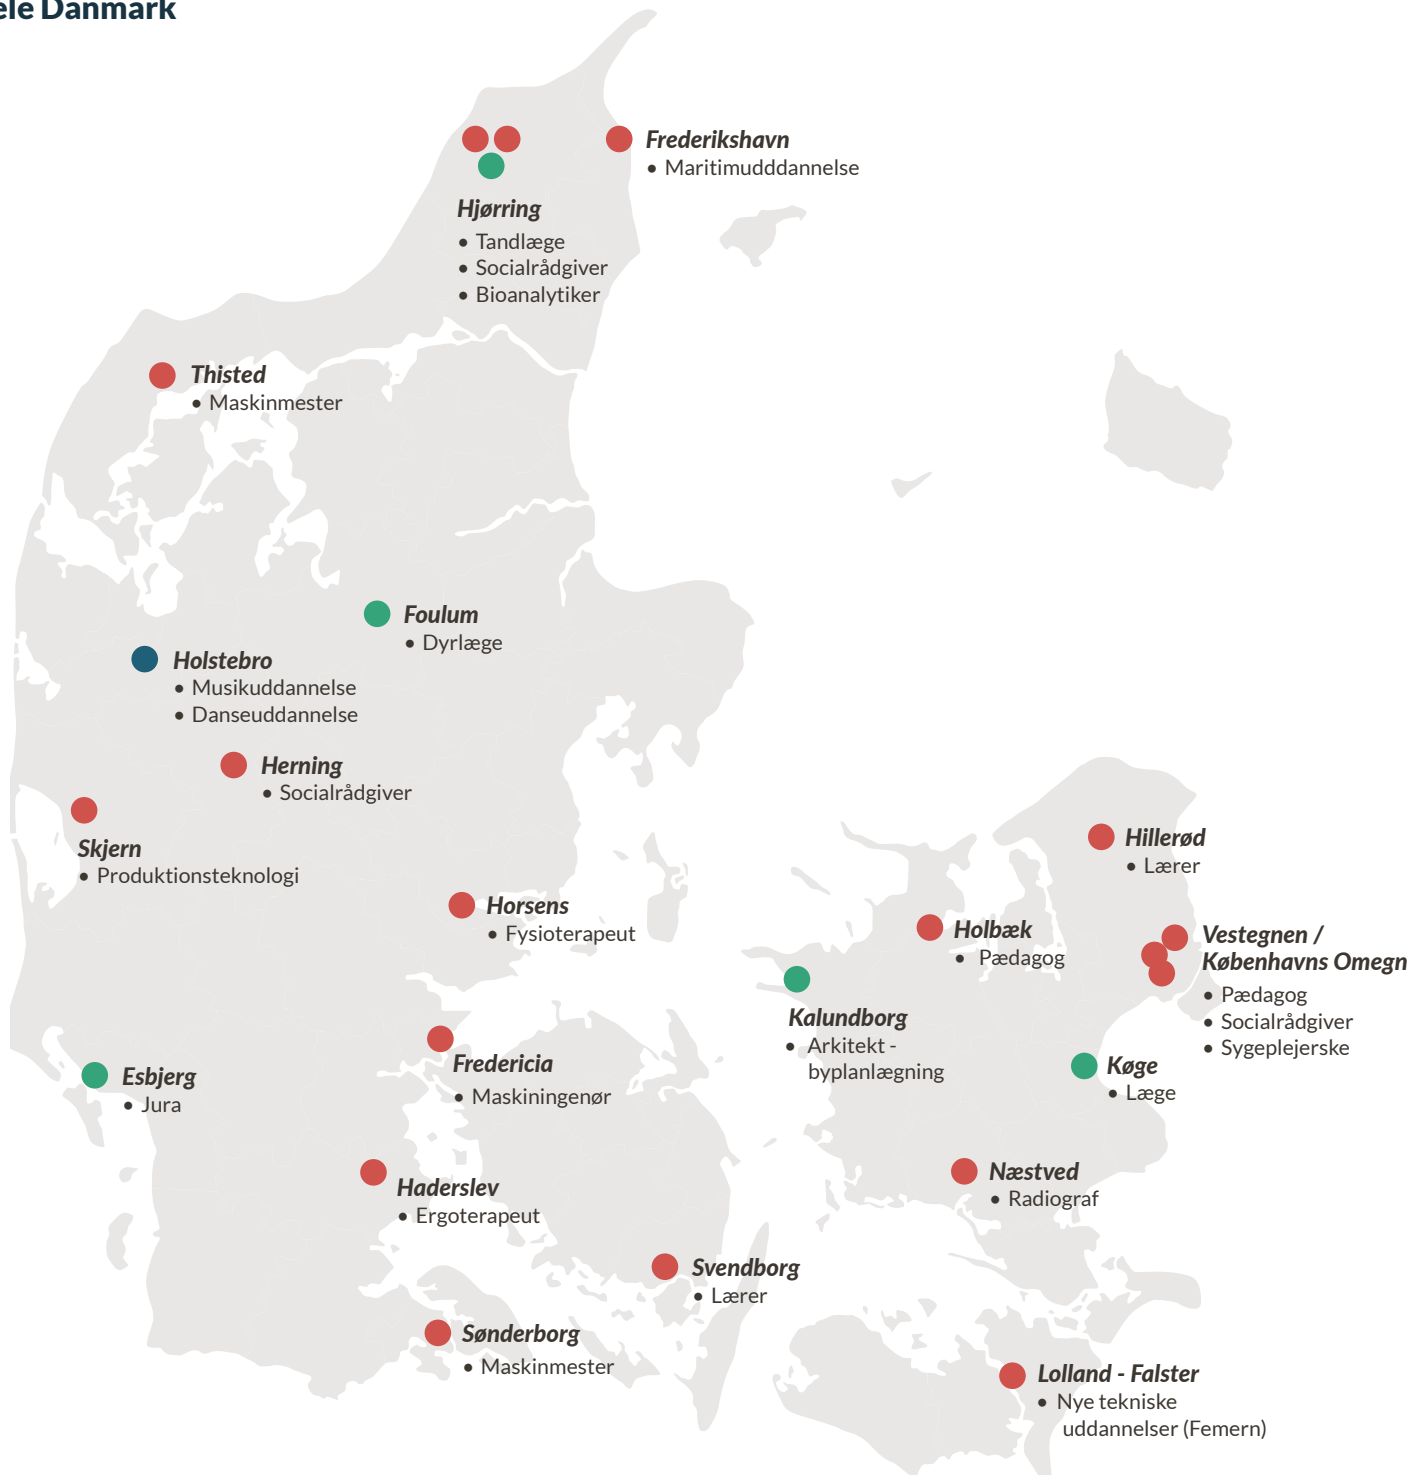 ele Danmark
Frederikshavn
• Maritimudddannelse
Hjørring
• Tandlæge
• Socialrådgiver
• Bioanalytiker
Thisted
• Maskinmester
Foulum
• Dyrlæge
Holstebro
• Musikuddannelse
• Danseuddannelse
Herning
• Socialrådgiver
Skjern
• Produktionsteknologi
Horsens
• Fysioterapeut
Hillerød
• Lærer
Holbæk
• Pædagog
Vestegnen /
Københavns Omegn
• Pædagog
• Socialrådgiver
• Sygeplejerske
Kalundborg
• Arkitekt -
byplanlægning
Køge
• Læge
Fredericia
• Maskiningenør
Esbjerg
• Jura
Haderslev
• Ergoterapeut
Næstved
• Radiograf
Svendborg
• Lærer
Sønderborg
• Maskinmester
Lolland - Falster
• Nye tekniske
uddannelser (Femern)